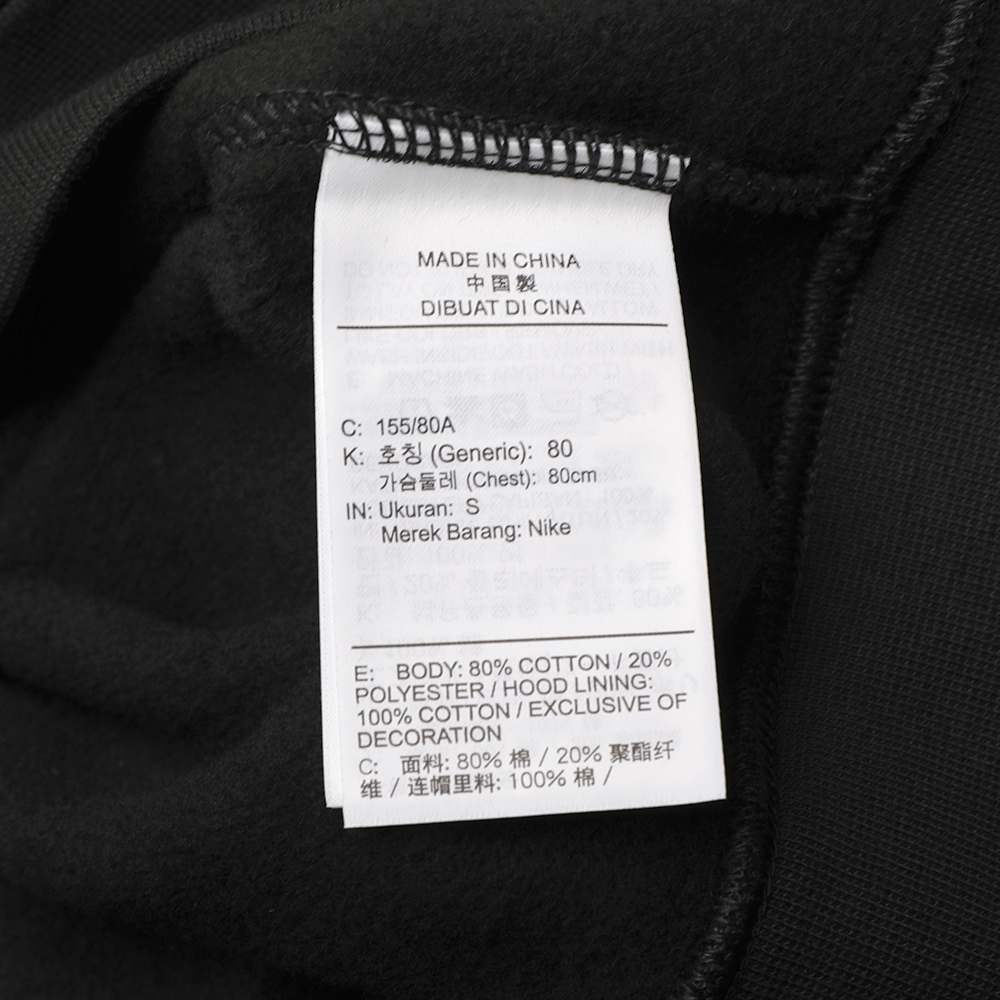 MADE IN CHINA
中国製
DIBUAT DI CINA
C: 155/80A
K: 호칭 (Generic): 80
가슴둘레 (Chest): 80cm
IN: Ukuran: S
Merek Barang: Nike
E: BODY: 80% COTTON / 20%
POLYESTER / HOOD LINING:
100% COTTON / EXCLUSIVE OF
DECORATION
C: 面料: 80% 棉 / 20% 聚酯纤
维 / 连帽里料: 100% 棉 /